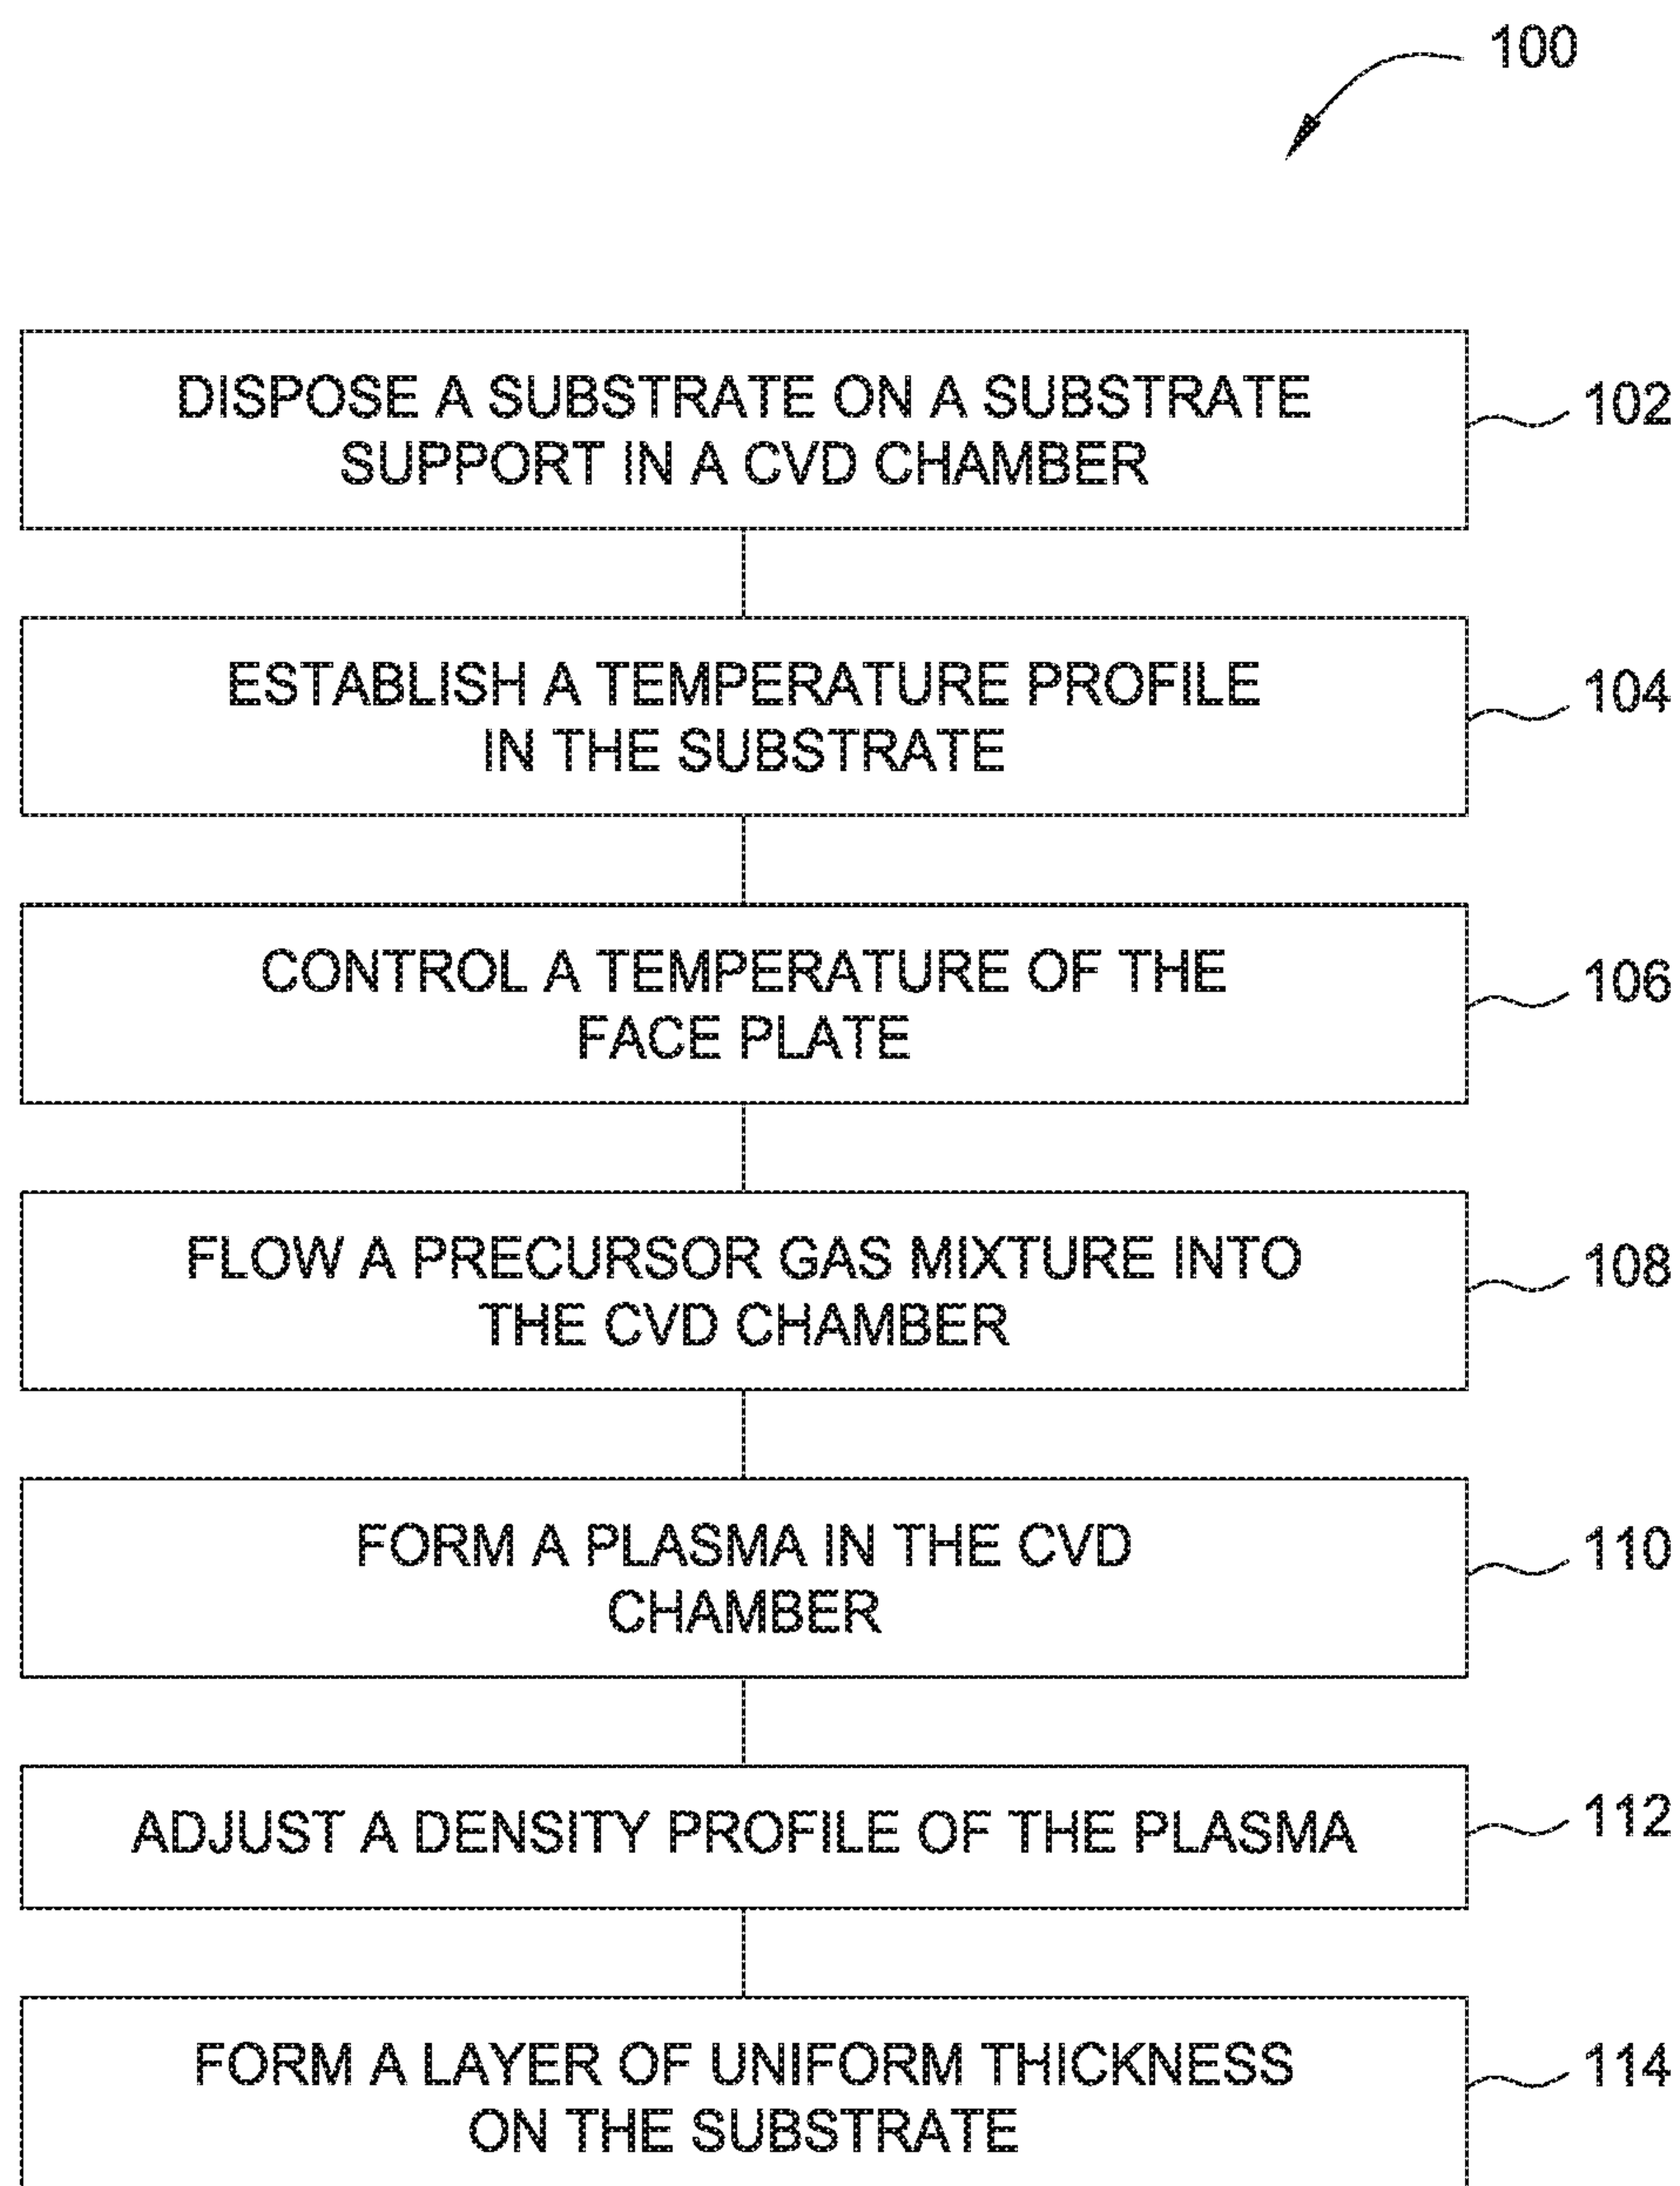 100
DISPOSE A SUBSTRATE ON A SUBSTRATE
SUPPORT IN A CVD CHAMBER
102
ESTABLISH A TEMPERATURE PROFILE
IN THE SUBSTRATE
104
CONTROL A TEMPERATURE OF THE
FACE PLATE
106
FLOW A PRECURSOR GAS MIXTURE INTO
THE CVD CHAMBER
108
FORM A PLASMA IN THE CVD
CHAMBER
110
ADJUST A DENSITY PROFILE OF THE PLASMA
112
FORM A LAYER OF UNIFORM THICKNESS
ON THE SUBSTRATE
114